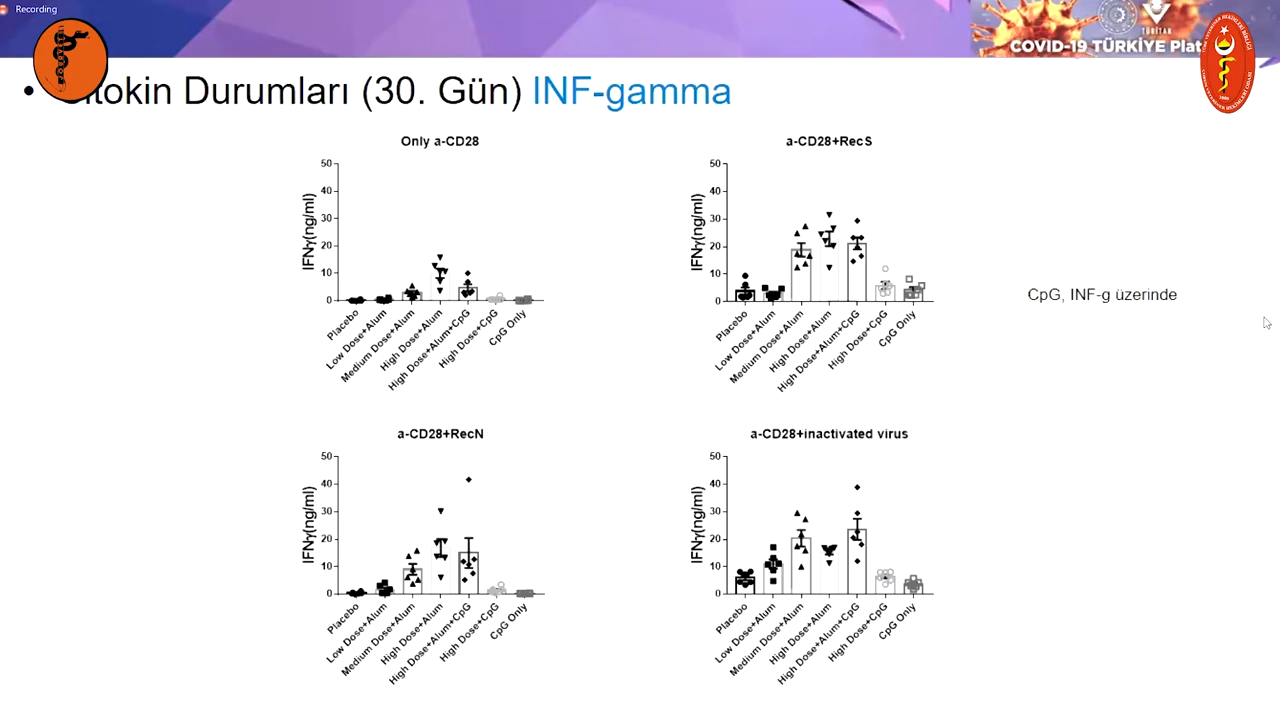 Recording
TÜBİTAK
COVID-19 TÜRKİYE Plat
Durumları (30. Gün) INF-gamma
Only a-CD28
IFNγ(ng/ml)
50
40
30
20
10
0
Placebo
Low Dose+Alum
Medium Dose+Alum
High Dose+Alum
High Dose+Alum+CpG
High Dose+CpG
CpG Only
a-CD28+RecS
IFNγ(ng/ml)
50
40
30
20
10
0
Placebo
Low Dose+Alum
Medium Dose+Alum
High Dose+Alum
High Dose+Alum+CpG
High Dose+CpG
CpG Only
CpG, INF-g üzerinde
a-CD28+RecN
IFNγ(ng/ml)
50
40
30
20
10
0
Placebo
Low Dose+Alum
Medium Dose+Alum
High Dose+Alum
High Dose+Alum+CpG
High Dose+CpG
CpG Only
a-CD28+inactivated virus
IFNγ(ng/ml)
50
40
30
20
10
0
Placebo
Low Dose+Alum
Medium Dose+Alum
High Dose+Alum
High Dose+Alum+CpG
High Dose+CpG
CpG Only